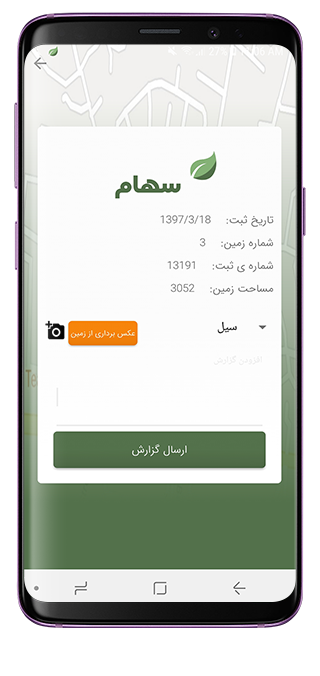 سهام
تاریخ ثبت: 1397/3/18
شماره زمین: 3
شماره ی ثبت: 13191
مساحت زمین: 3052
سیل
عکس برداری از زمین
افزودن گزارش
ارسال گزارش